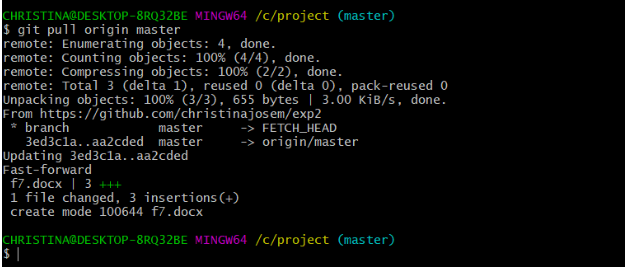 CHRISTINA@DESKTOP-8RQ32BE MINGW64 /c/project (master)
$ git pull origin master
remote: Enumerating objects: 4, done.
remote: Counting objects: 100% (4/4), done.
remote: Compressing objects: 100% (2/2), done.
remote: Total 3 (delta 1), reused 0 (delta 0), pack-reused 0
Unpacking objects: 100% (3/3), 655 bytes | 3.00 KiB/s, done.
From https://github.com/christinajosem/exp2
 * branch            master     -> FETCH_HEAD
   3ed3c1a..aa2cded  master     -> origin/master
Updating 3ed3c1a..aa2cded
Fast-forward
 f7.docx | 3 +++
 1 file changed, 3 insertions(+)
 create mode 100644 f7.docx
CHRISTINA@DESKTOP-8RQ32BE MINGW64 /c/project (master)
$